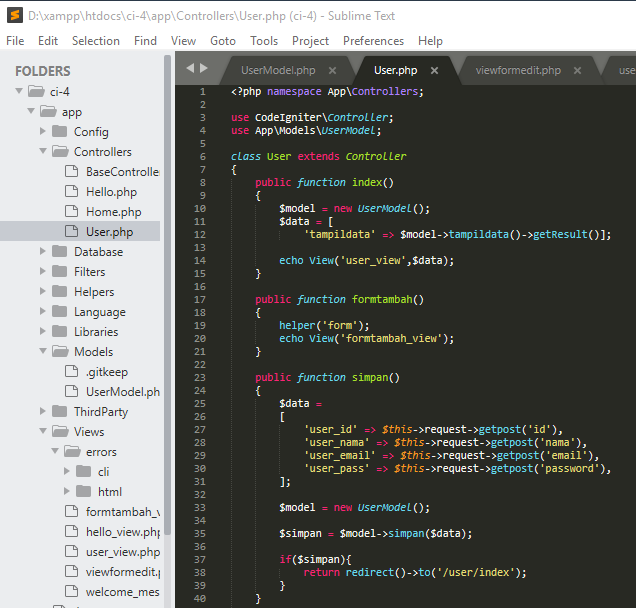 D:\xampp\htdocs\ci-4\app\Controllers\User.php (ci-4) - Sublime Text
File Edit Selection Find View Goto Tools Project Preferences Help
FOLDERS
ci-4
app
Config
Controllers
BaseControlle
Hello.php
Home.php
User.php
Database
Filters
Helpers
Language
Libraries
Models
.gitkeep
UserModel.ph
ThirdParty
Views
errors
cli
html
formtambah_v
hello_view.php
user_view.php
viewformedit.p
welcome_mes
UserModel.php × User.php × viewformedit.php × use
1 <?php namespace App\Controllers;
2
3 use CodeIgniter\Controller;
4 use App\Models\UserModel;
5
6 class User extends Controller
7 {
8 public function index()
9 {
10 $model = new UserModel();
11 $data = [
12 'tampildata' => $model->tampildata()->getResult()];
13
14 echo View('user_view',$data);
15 }
16
17 public function formtambah()
18 {
19 helper('form');
20 echo View('formtambah_view');
21 }
22
23 public function simpan()
24 {
25 $data =
26 [
27 'user_id' => $this->request->getpost('id'),
28 'user_nama' => $this->request->getpost('nama'),
29 'user_email' => $this->request->getpost('email'),
30 'user_pass' => $this->request->getpost('password'),
31 ];
32
33 $model = new UserModel();
34
35 $simpan = $model->simpan($data);
36
37 if($simpan){
38 return redirect()->to('/user/index');
39 }
40 }